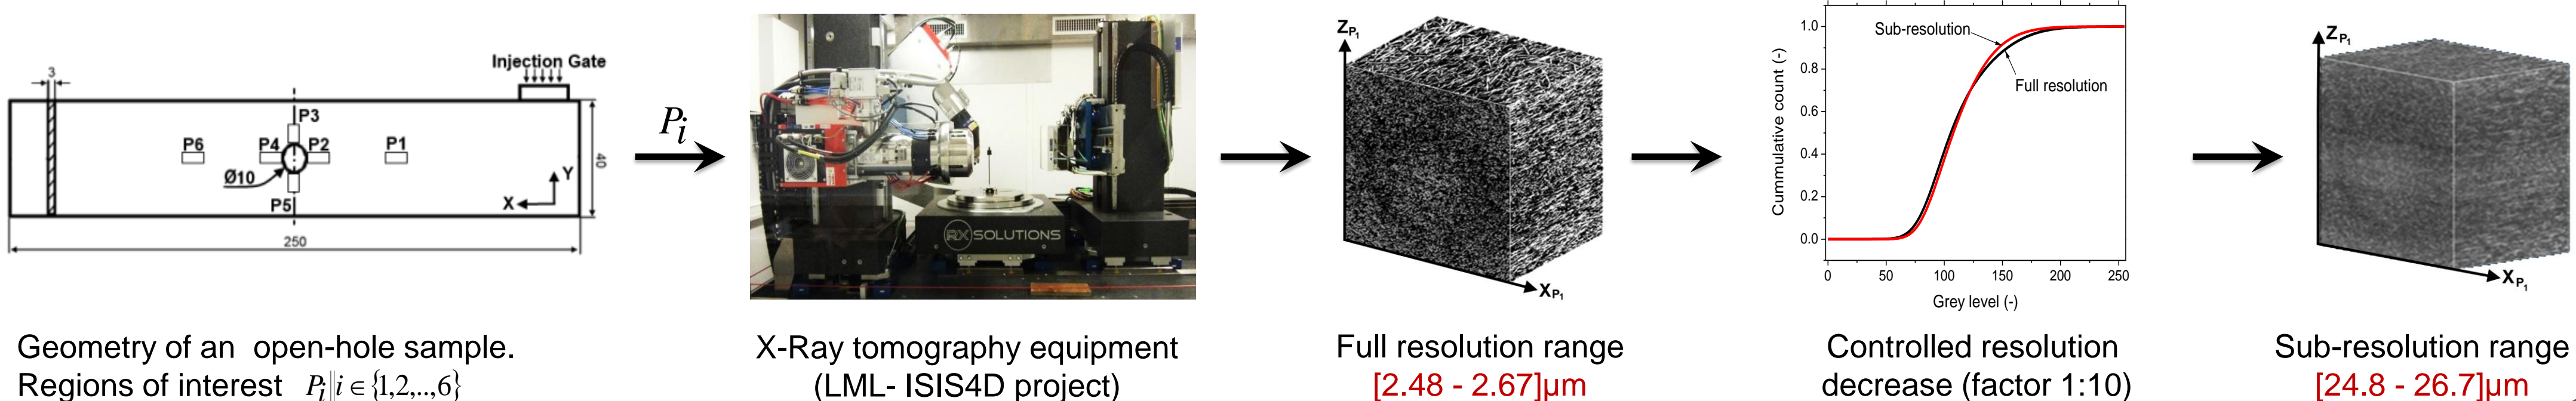 3
Injection Gate
P3
P6
P4
P2
P1
Ø10
P5
Y
X
40
250
Pi
RX SOLUTIONS
ZP1
XP1
1.0
0.8
0.6
0.4
0.2
0.0
Cummulative count (-)
Sub-resolution
Full resolution
0 50 100 150 200 250
Grey level (-)
ZP1
XP1
Geometry of an open-hole sample.
Regions of interest Pi||i ∈ {1,2,..,6}
X-Ray tomography equipment
(LML- ISIS4D project)
Full resolution range
[2.48 - 2.67]µm
Controlled resolution
decrease (factor 1:10)
Sub-resolution range
[24.8 - 26.7]µm